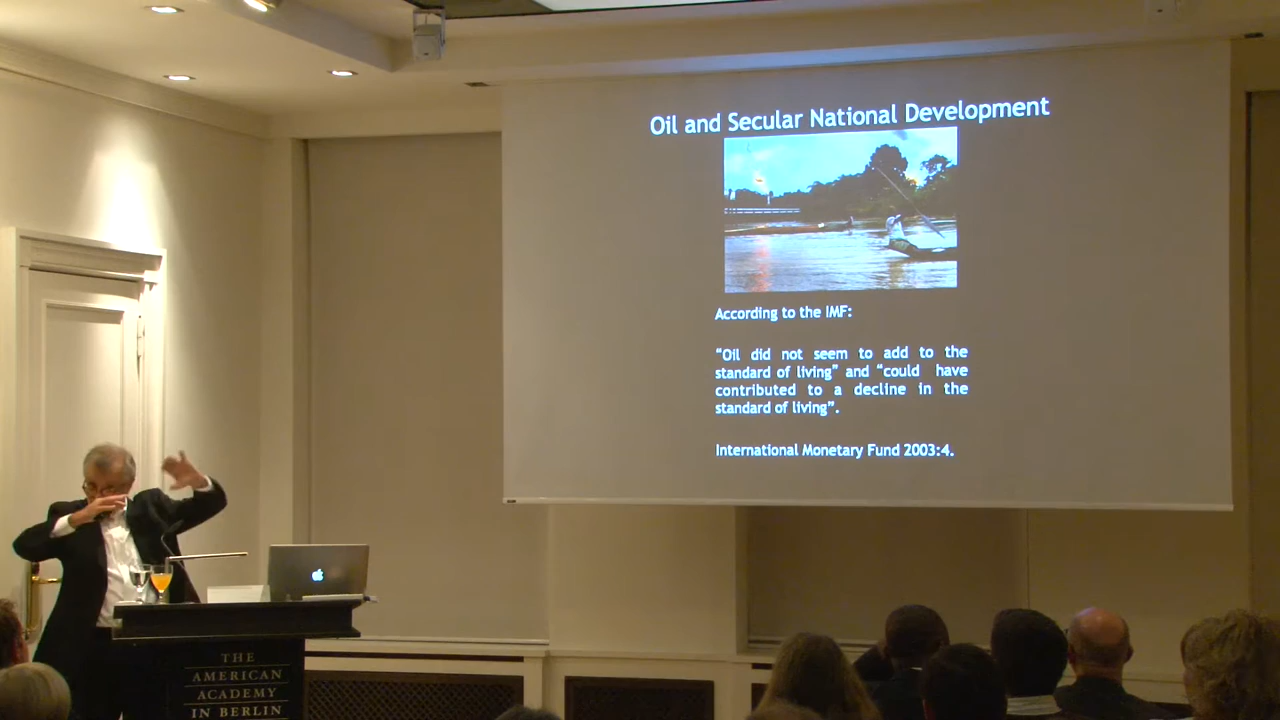 Oil and Secular National Development
According to the IMF:
“Oil did not seem to add to the
standard of living” and “could have
contributed to a decline in the
standard of living”.
International Monetary Fund 2003:4.
THE
AMERICAN
ACADEMY
IN BERLIN